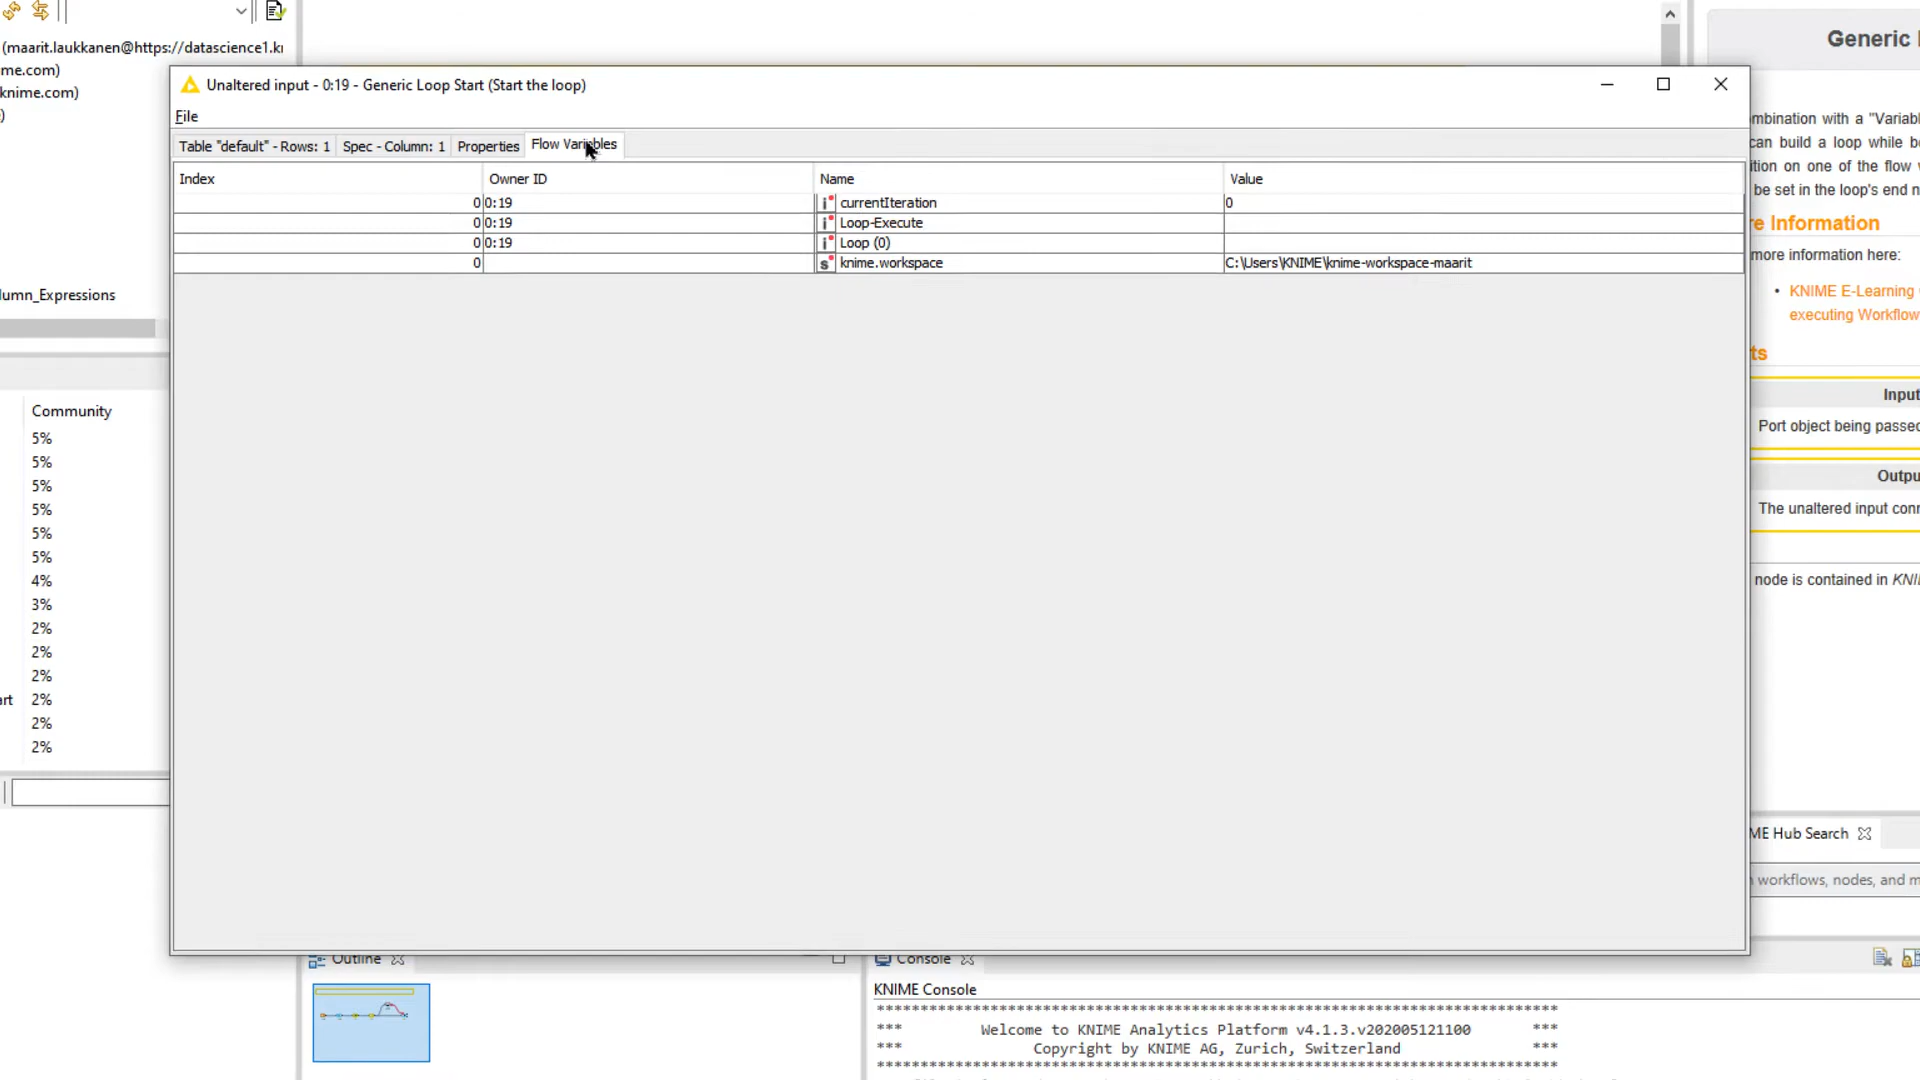 (maarit.laukkanen@https://datascience1.kn
me.com)
knime.com)
)
Generic
Unaltered input - 0:19 - Generic Loop Start (Start the loop)
File
Table "default" - Rows: 1 Spec - Column: 1 Properties Flow Variables
Index Owner ID Name Value
0 0:19 i currentIteration 0
0 0:19 i Loop-Execute
0 0:19 i Loop (0)
0 s knime.workspace C:\Users\KNIME\knime-workspace-maarit
lumn_Expressions
Community
5%
5%
5%
5%
5%
5%
4%
3%
2%
2%
2%
art 2%
2%
2%
mbination with a "Variabl
can build a loop while be
ition on one of the flow
be set in the loop's end n
re Information
more information here:
• KNIME E-Learning
executing Workflow
ts
Input
Port object being passed
Outpu
The unaltered input conn
node is contained in KNI
ME Hub Search
workflows, nodes, and m
Outline
Console
KNIME Console
***********************************************************************
*** Welcome to KNIME Analytics Platform v4.1.3.v202005121100 ***
*** Copyright by KNIME AG, Zurich, Switzerland ***
***********************************************************************